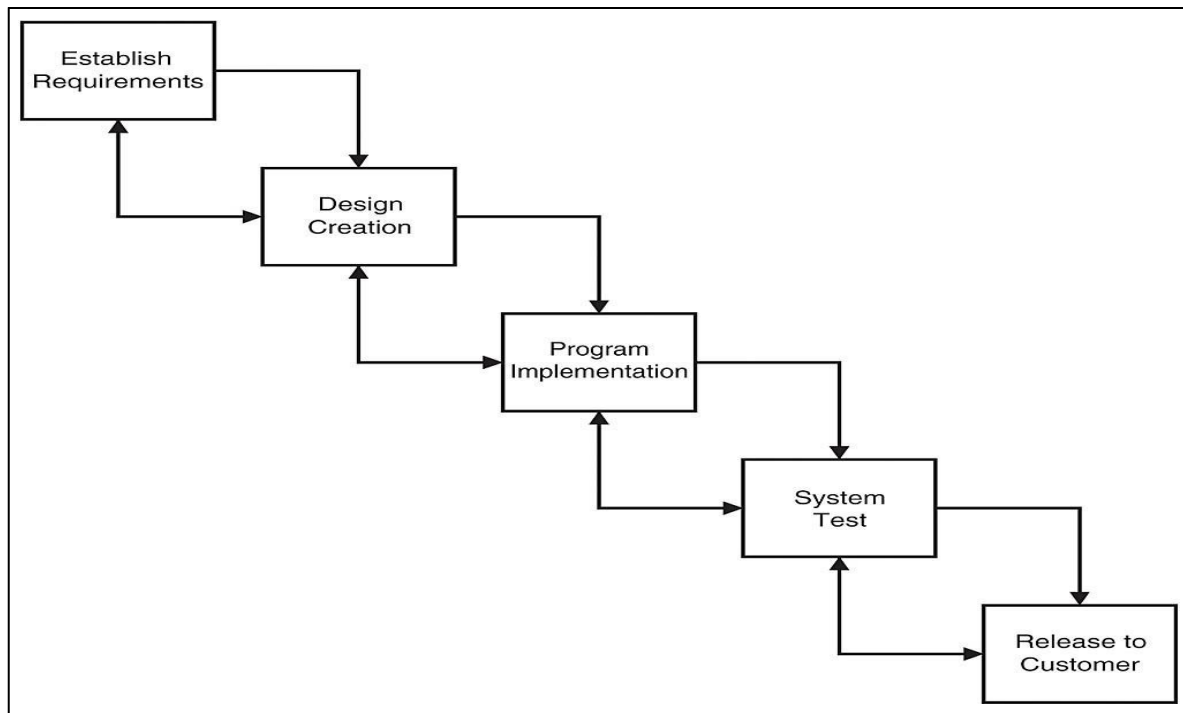 Establish
Requirements
Design
Creation
Program
Implementation
System
Test
Release to
Customer